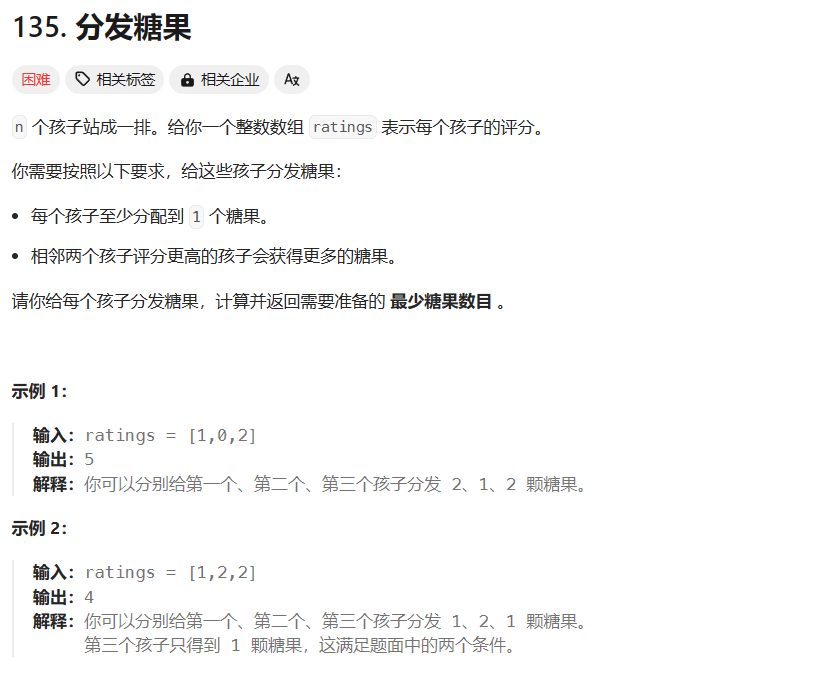 135. 分发糖果
困难 相关标签 相关企业 Aあ
n 个孩子站成一排。给你一个整数数组 ratings 表示每个孩子的评分。
你需要按照以下要求，给这些孩子分发糖果：
• 每个孩子至少分配到 1 个糖果。
• 相邻两个孩子评分更高的孩子会获得更多的糖果。
请你给每个孩子分发糖果，计算并返回需要准备的 最少糖果数目 。
示例 1：
输入：ratings = [1,0,2]
输出：5
解释：你可以分别给第一个、第二个、第三个孩子分发 2、1、2 颗糖果。
示例 2：
输入：ratings = [1,2,2]
输出：4
解释：你可以分别给第一个、第二个、第三个孩子分发 1、2、1 颗糖果。
第三个孩子只得到 1 颗糖果，这满足题面中的两个条件。